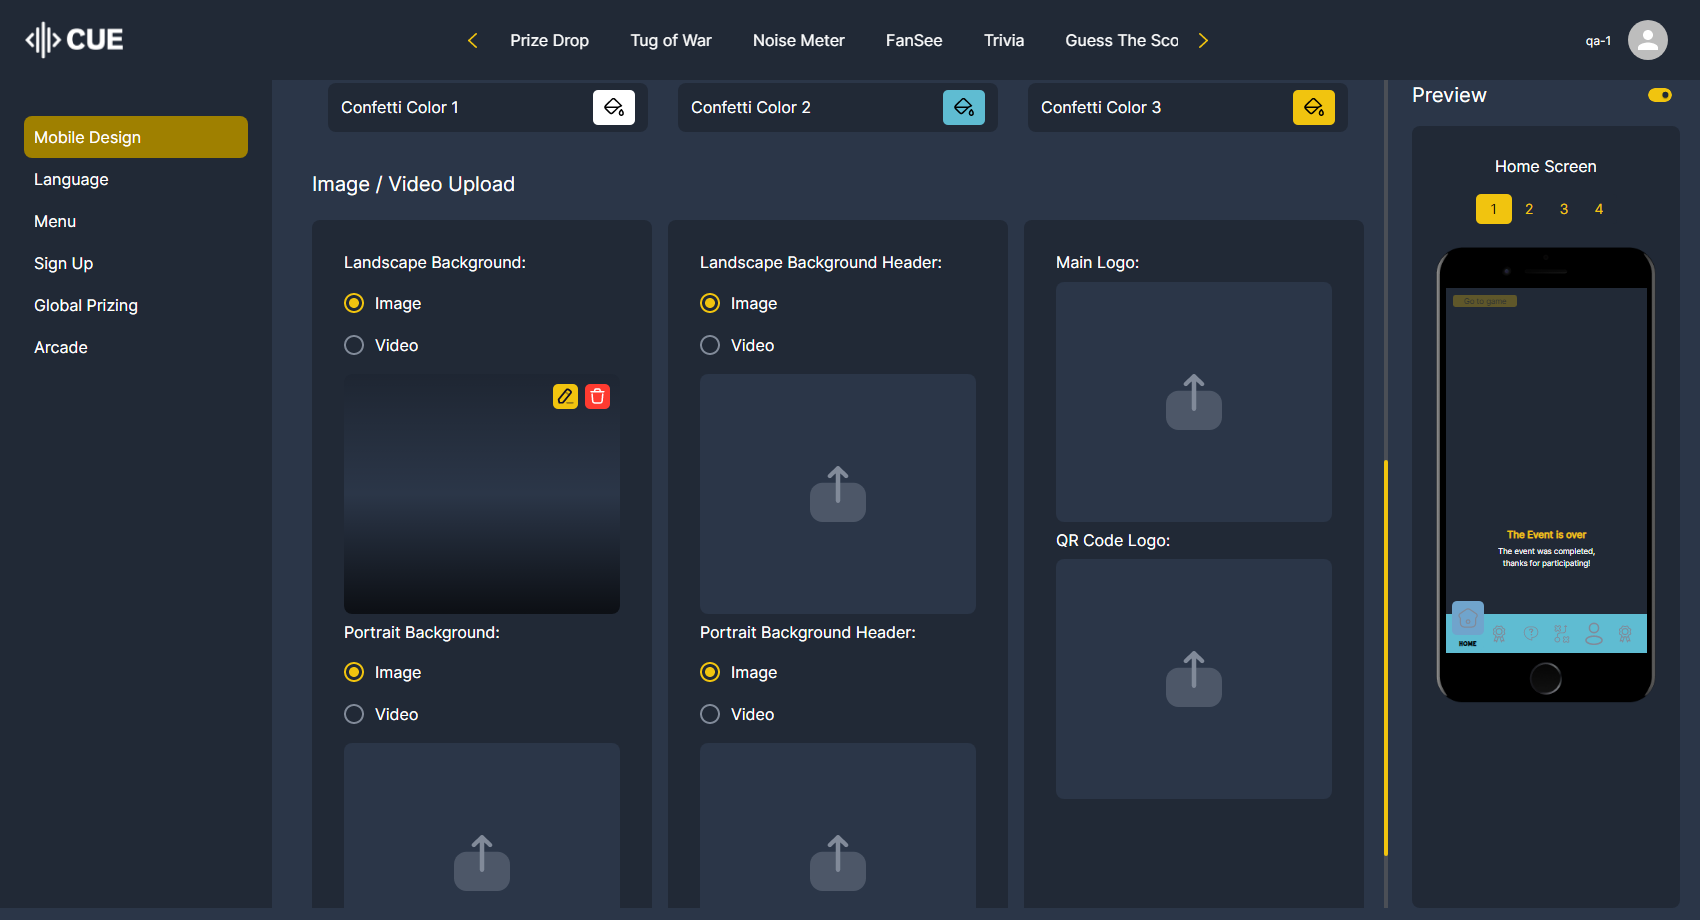 CUE
Prize Drop
Tug of War
Noise Meter
FanSee
Trivia
Guess The Sco
qa-1
Mobile Design
Language
Menu
Sign Up
Global Prizing
Arcade
Confetti Color 1
Confetti Color 2
Confetti Color 3
Image / Video Upload
Landscape Background:
Image
Video
Portrait Background:
Image
Video
Landscape Background Header:
Image
Video
Portrait Background Header:
Image
Video
Main Logo:
QR Code Logo:
Preview
Home Screen
1
2
3
4
Go to game
The Event is over
The event was completed,
thanks for participating!
HOME